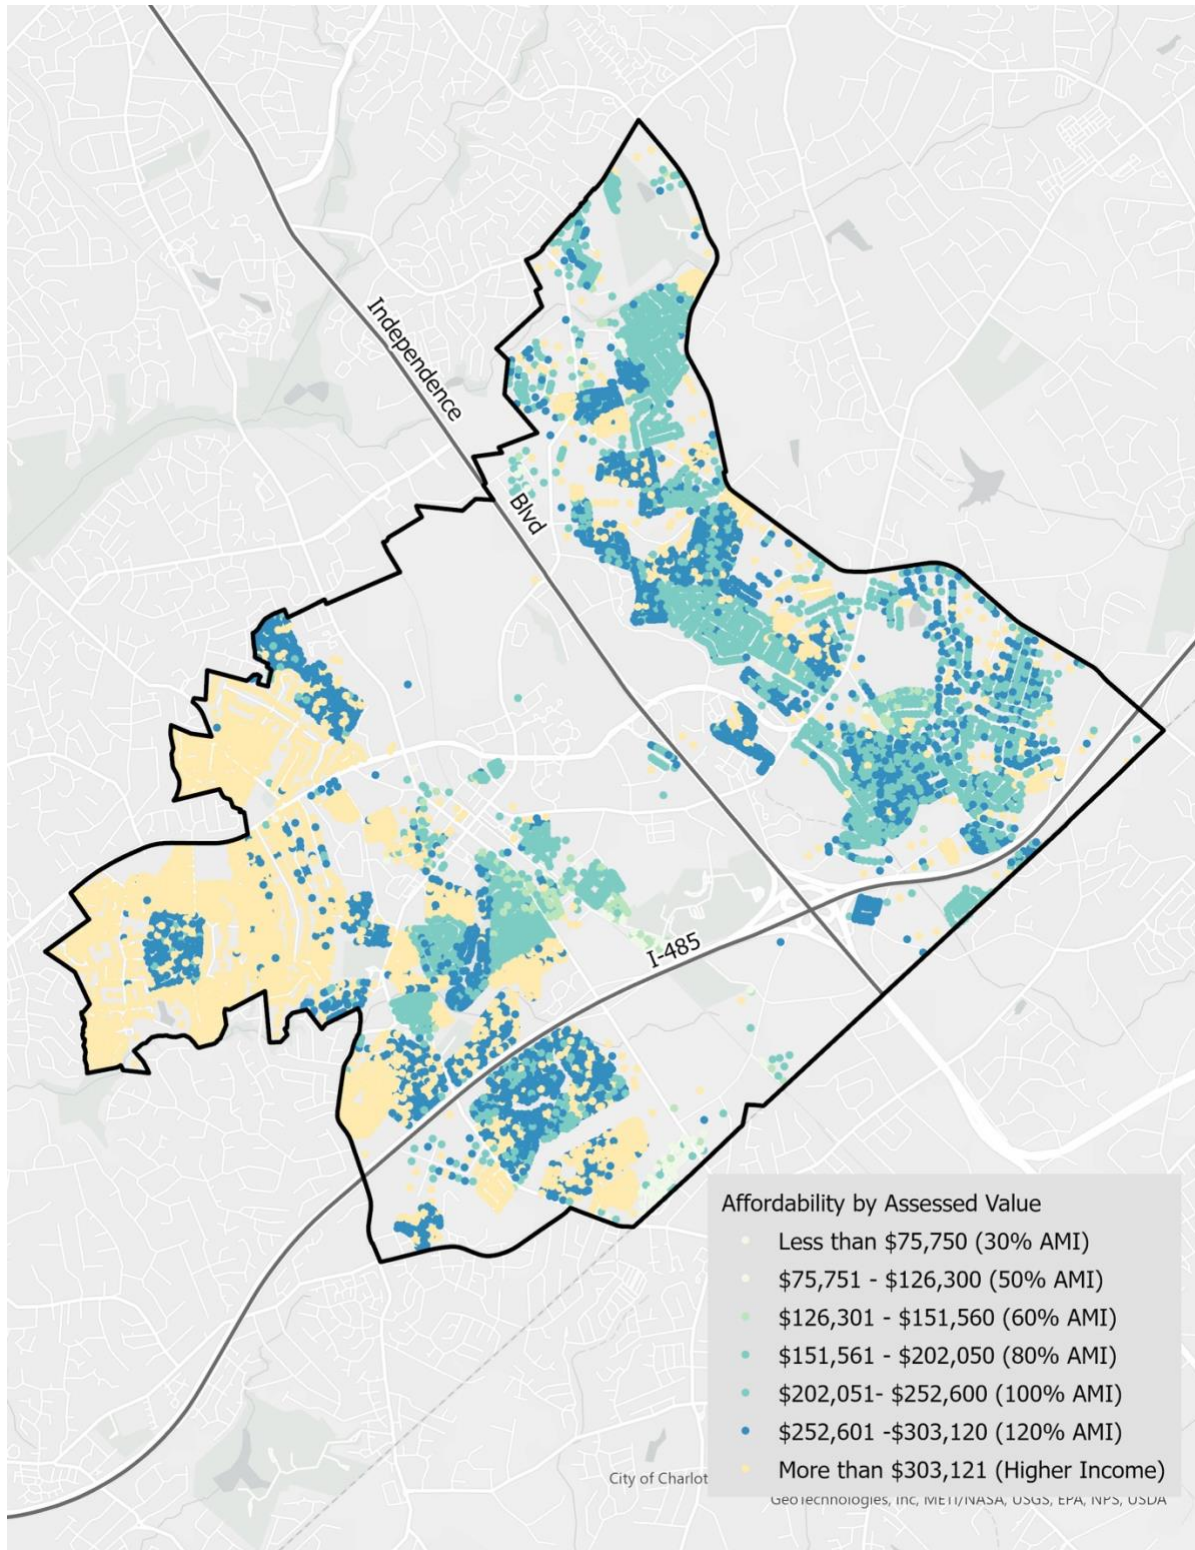 Independence
Blvd
I-485
Affordability by Assessed Value
Less than $75,750 (30% AMI)
$75,751 - $126,300 (50% AMI)
$126,301 - $151,560 (60% AMI)
$151,561 - $202,050 (80% AMI)
$202,051- $252,600 (100% AMI)
$252,601 -$303,120 (120% AMI)
More than $303,121 (Higher Income)
City of Charlot
GeoTechnologies, Inc, METI/NASA, USGS, EPA, NPS, USDA